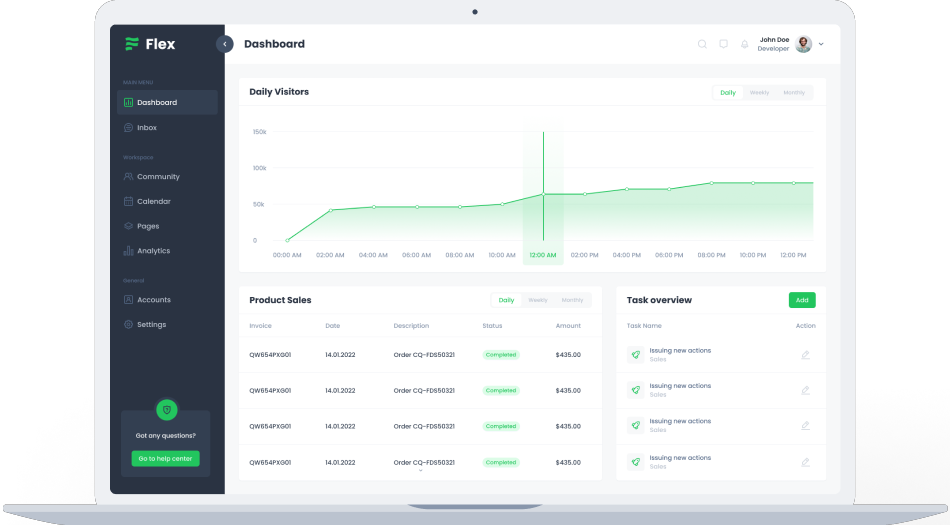 Flex
Dashboard
John Doe
Developer
MAIN MENU
Dashboard
Inbox
Workspace
Community
Calendar
Pages
Analytics
General
Accounts
Settings
Got any questions?
Go to help center
Daily Visitors
Daily Weekly Monthly
150k
100k
50k
0
00:00 AM 02:00 AM 04:00 AM 06:00 AM 08:00 AM 10:00 AM 12:00 AM 02:00 PM 04:00 PM 06:00 PM 08:00 PM 10:00 PM 12:00 PM
Product Sales
Daily Weekly Monthly
Invoice Date Description Status Amount
QW654PXG01 14.01.2022 Order CQ-FDS50321 Completed $435.00
QW654PXG01 14.01.2022 Order CQ-FDS50321 Completed $435.00
QW654PXG01 14.01.2022 Order CQ-FDS50321 Completed $435.00
QW654PXG01 14.01.2022 Order CQ-FDS50321 Completed $435.00
Task overview
Add
Task Name Action
Issuing new actions
Sales
Issuing new actions
Sales
Issuing new actions
Sales
Issuing new actions
Sales